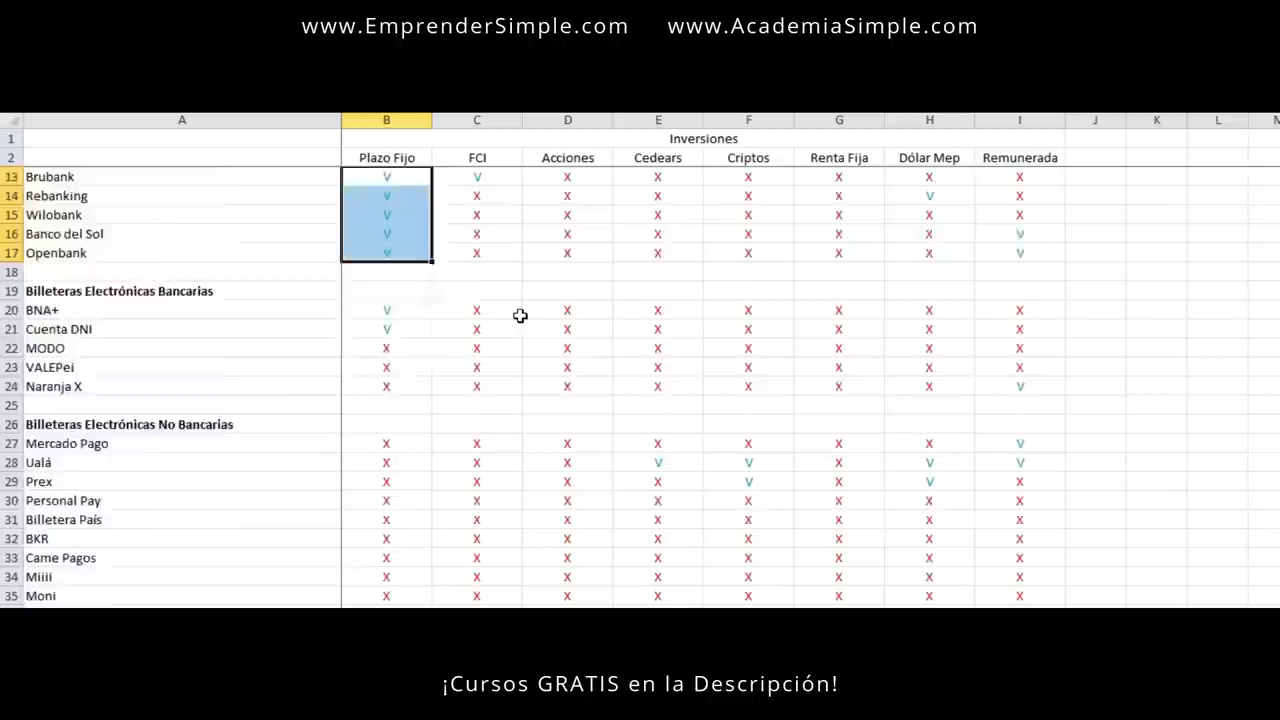 www.EmprenderSimple.com www.AcademiaSimple.com
A B C D E F G H I J K L M
1 Inversiones
2 Plazo Fijo FCI Acciones Cedears Criptos Renta Fija Dólar Mep Remunerada
13 Brubank V V X X X X X X
14 Rebanking V X X X X X V X
15 Wilobank V X X X X X X X
16 Banco del Sol V X X X X X X V
17 Openbank V X X X X X X V
18
19 Billeteras Electrónicas Bancarias
20 BNA+ V X X X X X X X
21 Cuenta DNI V X X X X X X X
22 MODO X X X X X X X X
23 VALEPei X X X X X X X X
24 Naranja X X X X X X X X V
25
26 Billeteras Electrónicas No Bancarias
27 Mercado Pago X X X X X X X V
28 Ualá X X X V V X V V
29 Prex X X X X V X V X
30 Personal Pay X X X X X X X X
31 Billetera País X X X X X X X X
32 BKR X X X X X X X X
33 Came Pagos X X X X X X X X
34 Miiii X X X X X X X X
35 Moni X X X X X X X X
¡Cursos GRATIS en la Descripción!